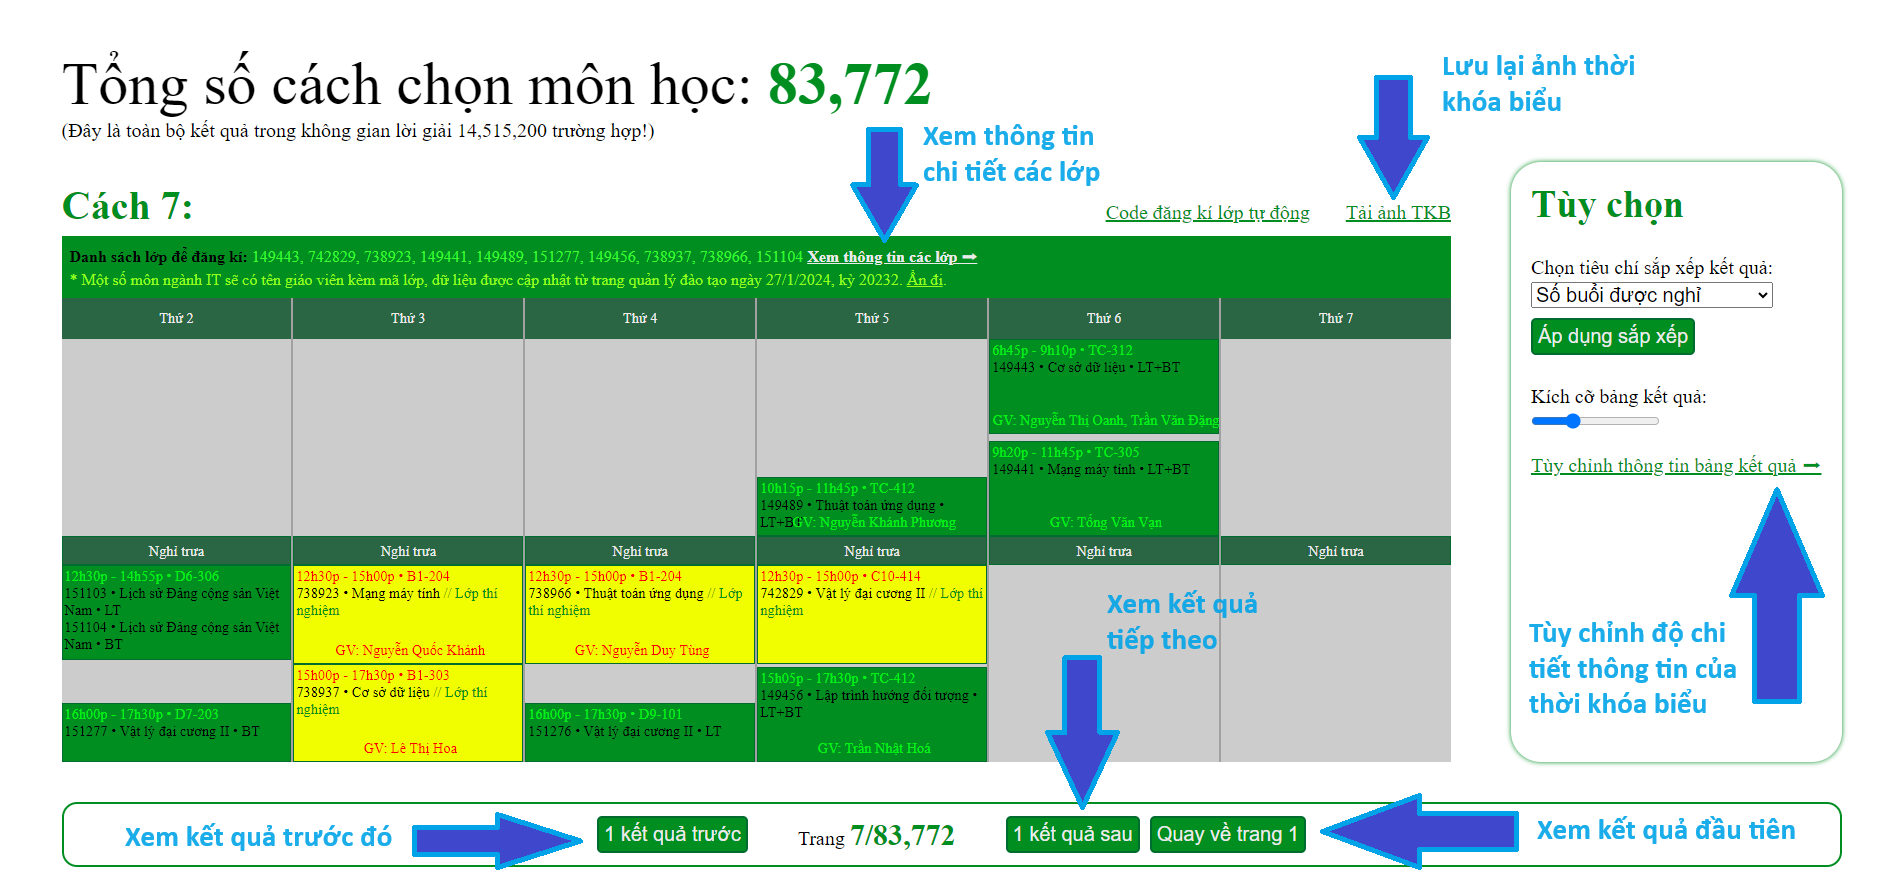 Tổng số cách chọn môn học: 83,772
(Đây là toàn bộ kết quả trong không gian lời giải 14,515,200 trường hợp!)
Xem thông tin
chi tiết các lớp
Lưu lại ảnh thời
khóa biểu
Cách 7:
Code đăng kí lớp tự động
Tải ảnh TKB
Danh sách lớp để đăng kí: 149443, 742829, 738923, 149441, 149489, 151277, 149456, 738937, 738966, 151104 Xem thông tin các lớp ➞
* Một số môn ngành IT sẽ có tên giáo viên kèm mã lớp, dữ liệu được cập nhật từ trang quản lý đào tạo ngày 27/1/2024, kỳ 20232. Ẩn đi.
Thứ 2
Thứ 3
Thứ 4
Thứ 5
Thứ 6
Thứ 7
6h45p - 9h10p • TC-312
149443 • Cơ sở dữ liệu • LT+BT
GV: Nguyễn Thị Oanh, Trần Văn Đặng
9h20p - 11h45p • TC-305
149441 • Mạng máy tính • LT+BT
GV: Tống Văn Vạn
10h15p - 11h45p • TC-412
149489 • Thuật toán ứng dụng •
LT+BT
GV: Nguyễn Khánh Phương
Nghỉ trưa
Nghỉ trưa
Nghỉ trưa
Nghỉ trưa
Nghỉ trưa
Nghỉ trưa
12h30p - 14h55p • D6-306
151103 • Lịch sử Đảng cộng sản Việt
Nam • LT
151104 • Lịch sử Đảng cộng sản Việt
Nam • BT
16h00p - 17h30p • D7-203
151277 • Vật lý đại cương II • BT
12h30p - 15h00p • B1-204
738923 • Mạng máy tính // Lớp thí
nghiệm
GV: Nguyễn Quốc Khánh
15h00p - 17h30p • B1-303
738937 • Cơ sở dữ liệu // Lớp thí
nghiệm
GV: Lê Thị Hoa
12h30p - 15h00p • B1-204
738966 • Thuật toán ứng dụng // Lớp
thí nghiệm
GV: Nguyễn Duy Tùng
16h00p - 17h30p • D9-101
151276 • Vật lý đại cương II • LT
12h30p - 15h00p • C10-414
742829 • Vật lý đại cương II // Lớp thí
nghiệm
15h05p - 17h30p • TC-412
149456 • Lập trình hướng đối tượng •
LT+BT
GV: Trần Nhật Hoá
Xem kết quả
tiếp theo
Tùy chọn
Chọn tiêu chí sắp xếp kết quả:
Số buổi được nghỉ
Áp dụng sắp xếp
Kích cỡ bảng kết quả:
Tùy chỉnh thông tin bảng kết quả ➞
Tùy chỉnh độ chi
tiết thông tin của
thời khóa biểu
Xem kết quả trước đó
1 kết quả trước
Trang 7/83,772
1 kết quả sau
Quay về trang 1
Xem kết quả đầu tiên